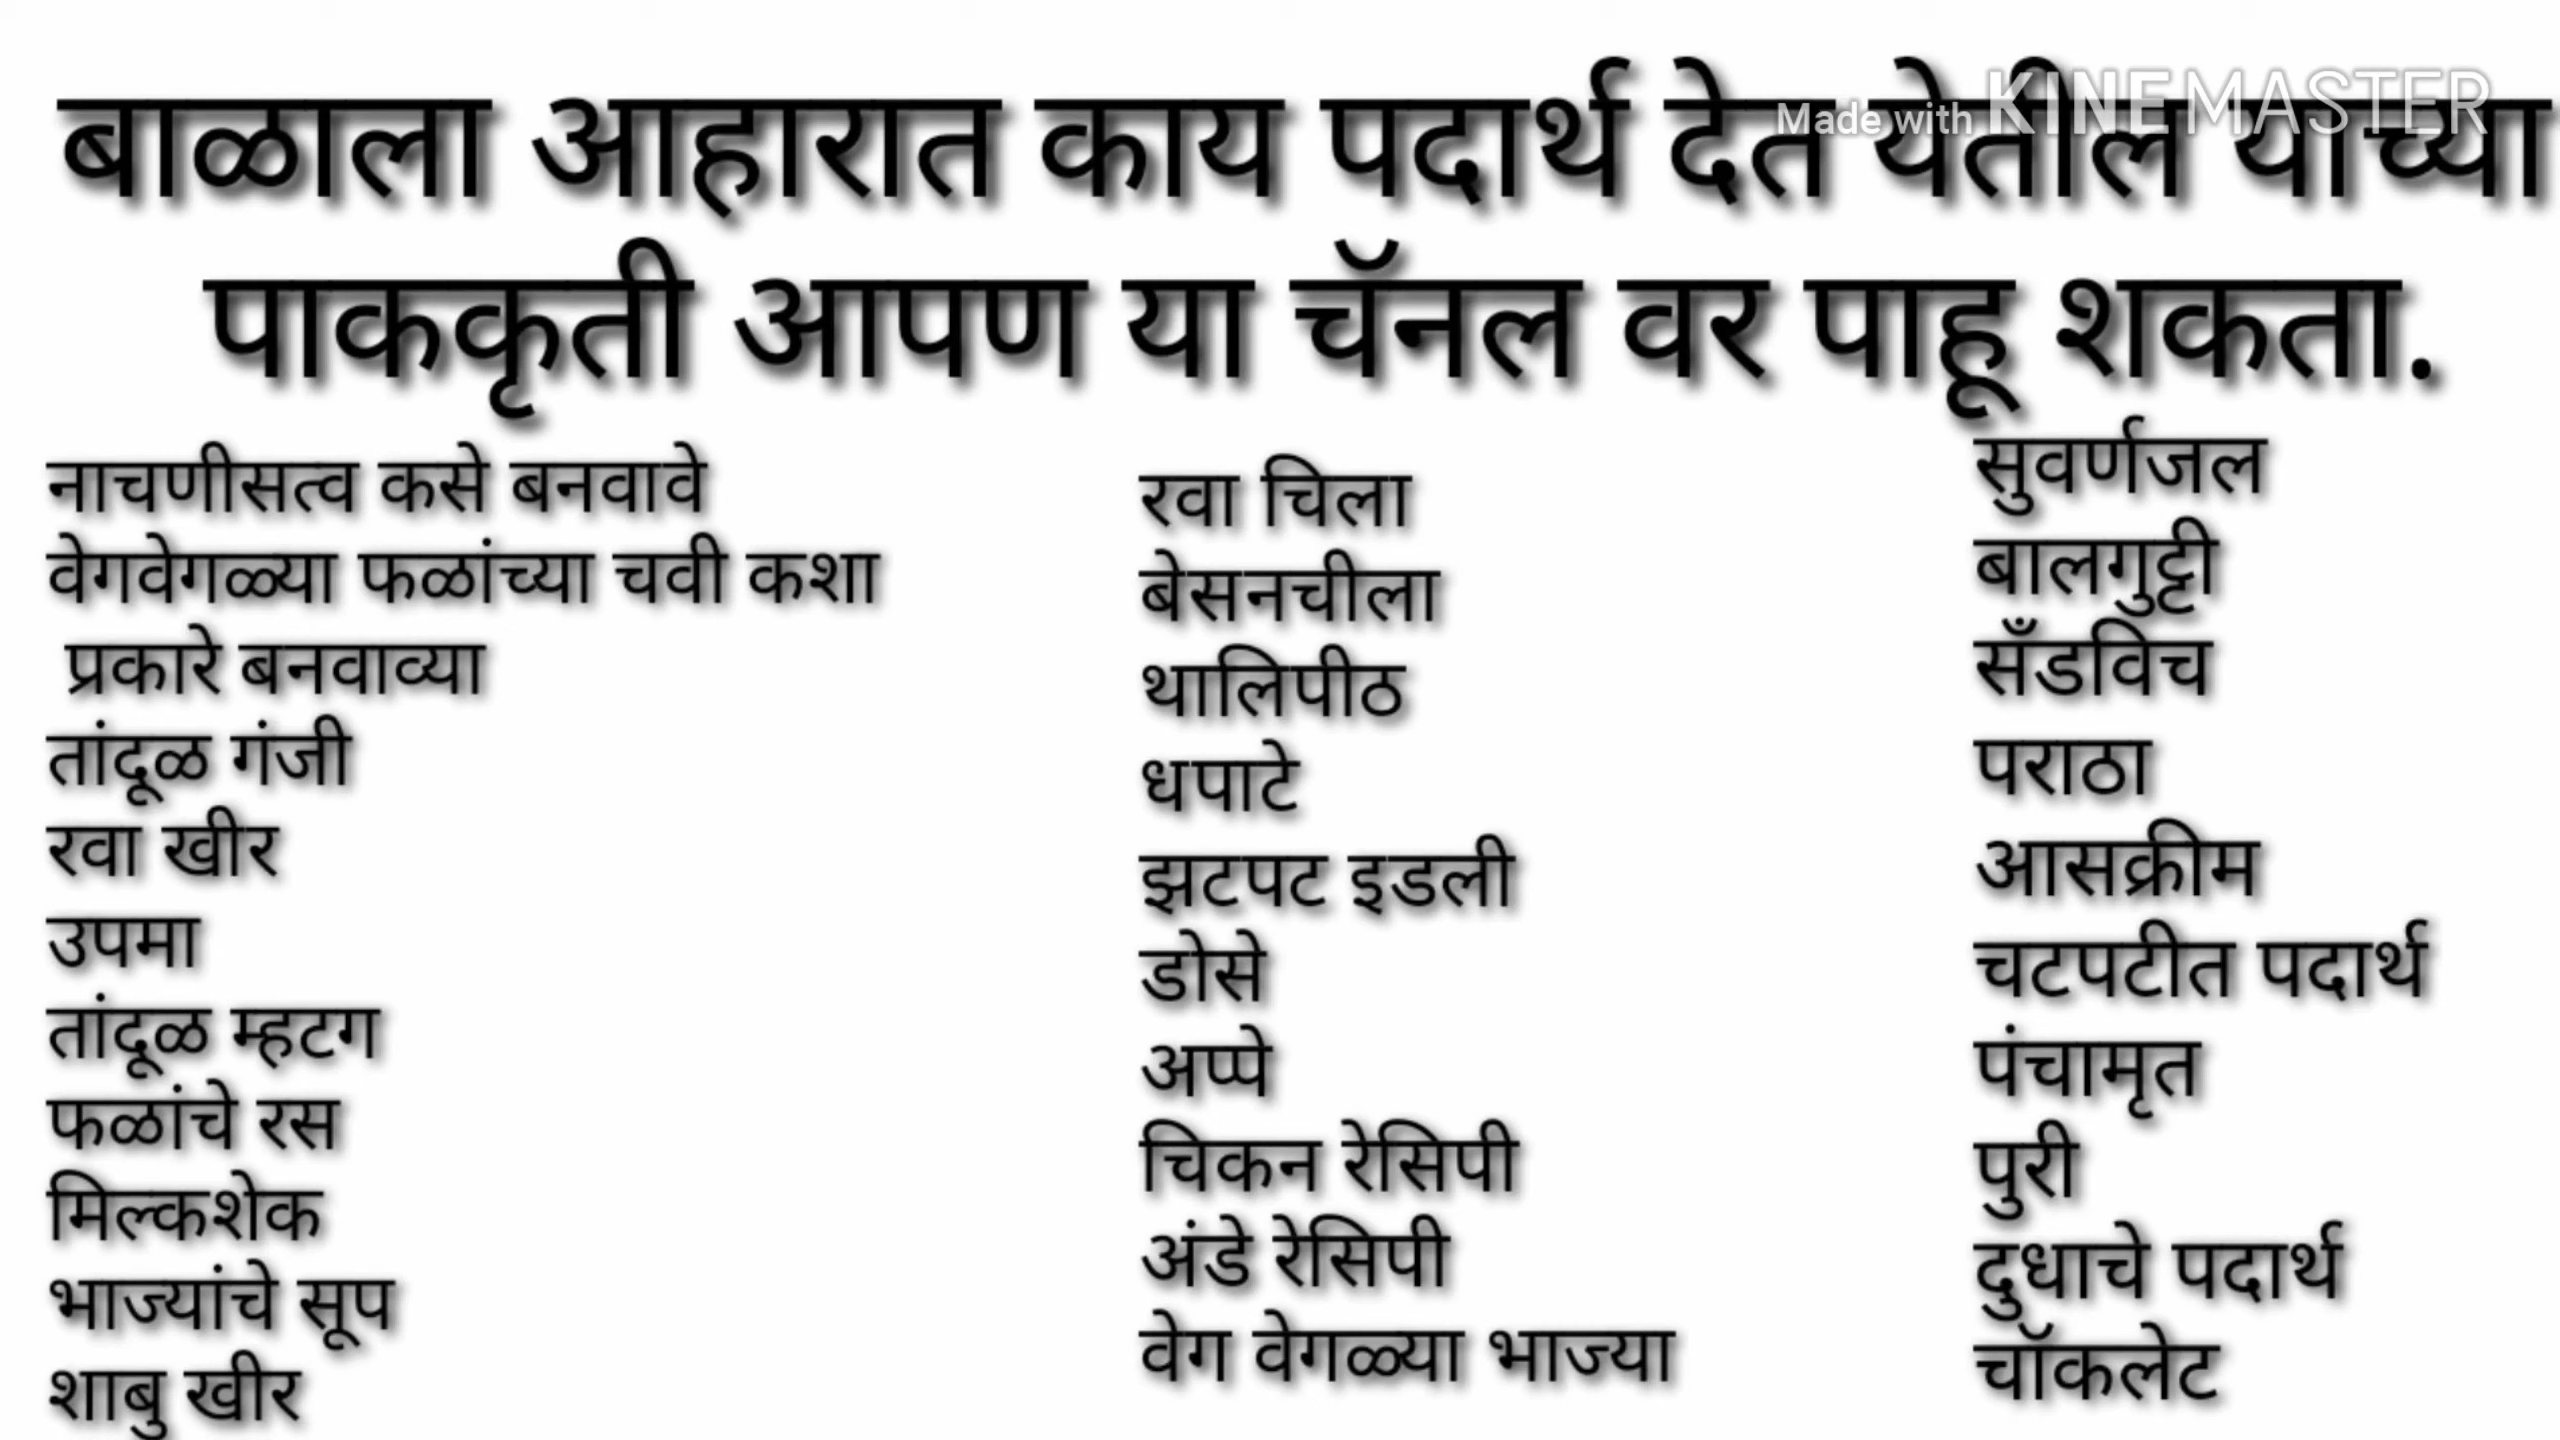 बाळाला आहारात काय पदार्थ देत येतील याच्या
पाककृती आपण या चॅनल वर पाहू शकता.
Made with KINEMASTER
नाचणीसत्व कसे बनवावे
वेगवेगळ्या फळांच्या चवी कशा
प्रकारे बनवाव्या
तांदूळ गंजी
रवा खीर
उपमा
तांदूळ म्हटग
फळांचे रस
मिल्कशेक
भाज्यांचे सूप
शाबु खीर
रवा चिला
बेसनचीला
थालिपीठ
धपाटे
झटपट इडली
डोसे
अप्पे
चिकन रेसिपी
अंडे रेसिपी
वेग वेगळ्या भाज्या
सुवर्णजल
बालगुट्टी
सँडविच
पराठा
आसक्रीम
चटपटीत पदार्थ
पंचामृत
पुरी
दुधाचे पदार्थ
चॉकलेट